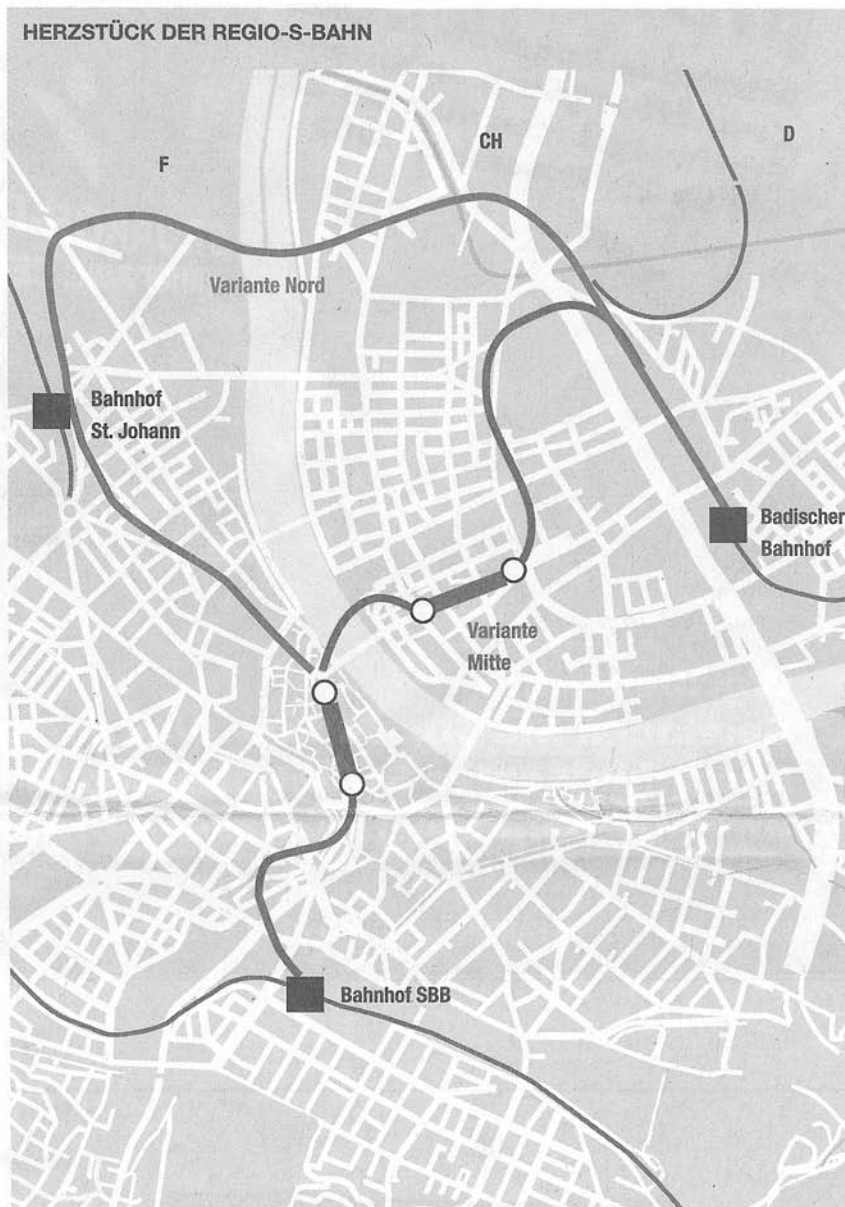 HERZSTÜCK DER REGIO-S-BAHN
F
CH
D
Variante Nord
Bahnhof
St. Johann
Badischer
Bahnhof
Variante
Mitte
Bahnhof SBB